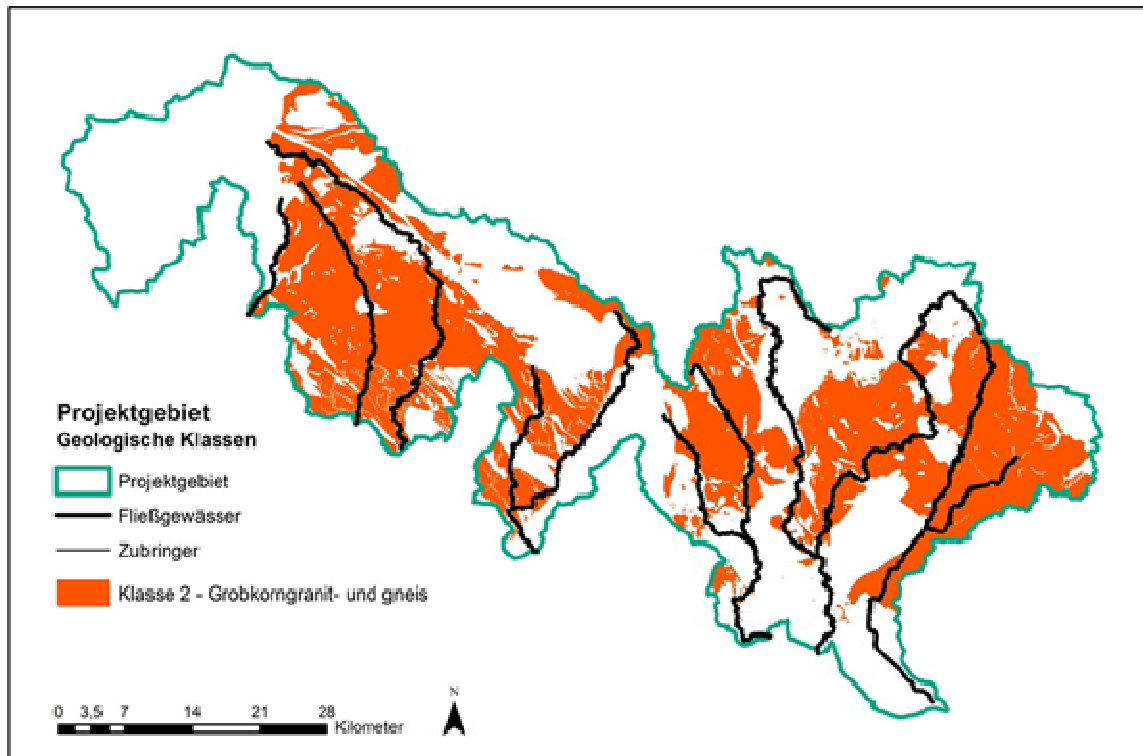 Projektgebiet
Geologische Klassen
Projektgebiet
Fließgewässer
Zubringer
Klasse 2 - Grobkorngranit- und gneis
0 3,5 7 14 21 28
Kilometer
N